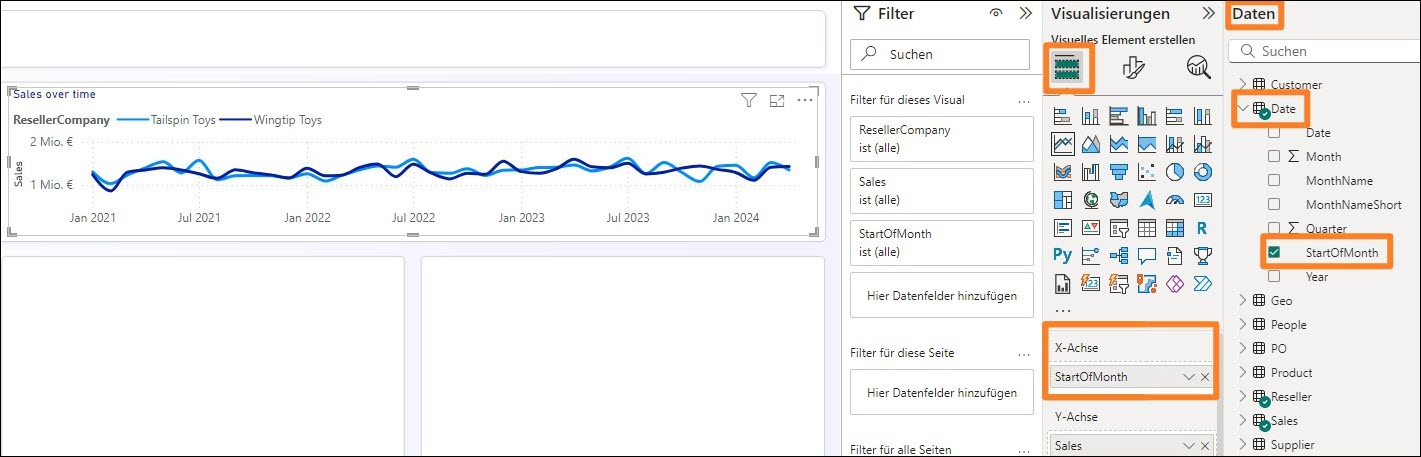 Sales over time
ResellerCompany Tailspin Toys Wingtip Toys
2 Mio. €
1 Mio. €
Sales
Jan 2021 Jul 2021 Jan 2022 Jul 2022 Jan 2023 Jul 2023 Jan 2024
Filter
Suchen
Filter für dieses Visual ...
ResellerCompany
ist (alle)
Sales
ist (alle)
StartOfMonth
ist (alle)
Hier Datenfelder hinzufügen
Filter für diese Seite ...
Hier Datenfelder hinzufügen
Filter für alle Seiten ...
Visualisierungen
Visuelles Element erstellen
123
R
Py
123
...
X-Achse
StartOfMonth
Y-Achse
Sales
Daten
Suchen
Customer
Date
Date
Month
MonthName
MonthNameShort
Quarter
StartOfMonth
Year
Geo
People
PO
Product
Reseller
Sales
Supplier